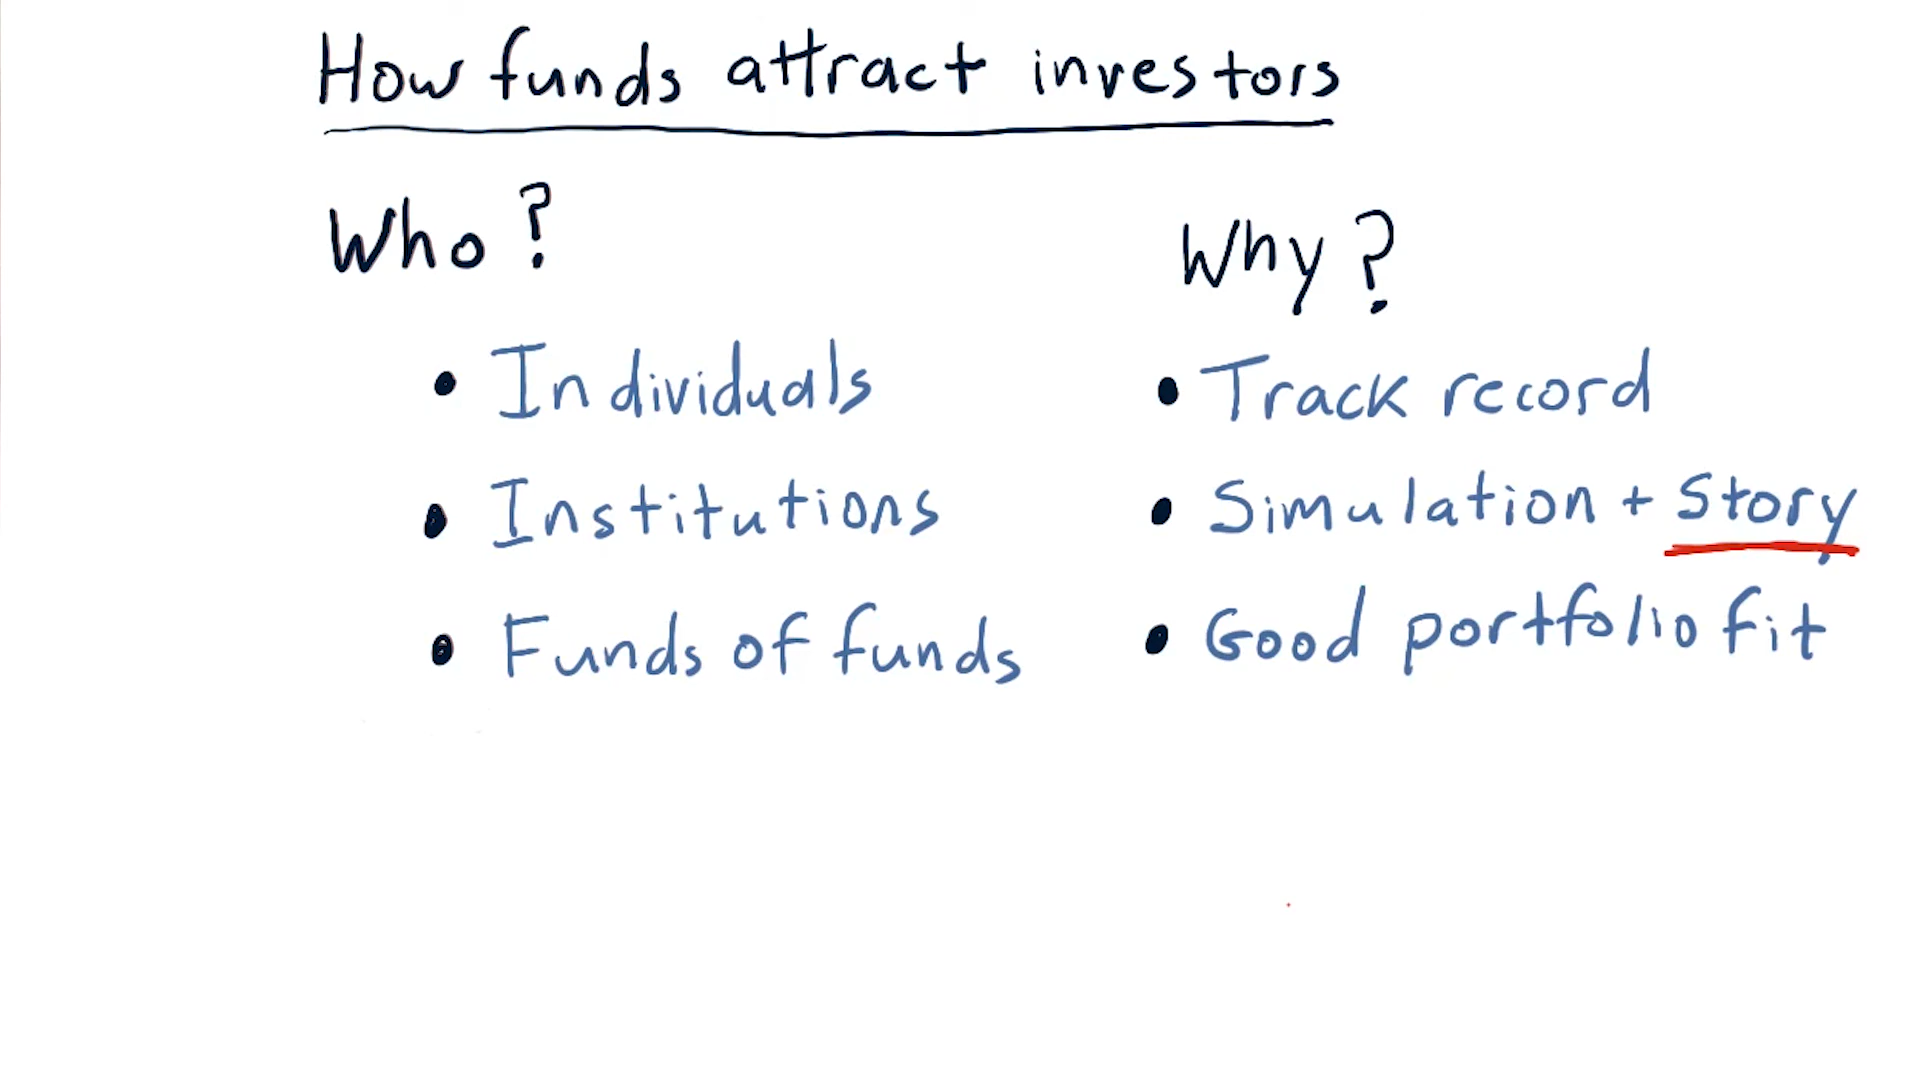 How funds attract investors
Who?
• Individuals
• Institutions
• Funds of funds
Why?
• Track record
• Simulation + Story
• Good portfolio fit